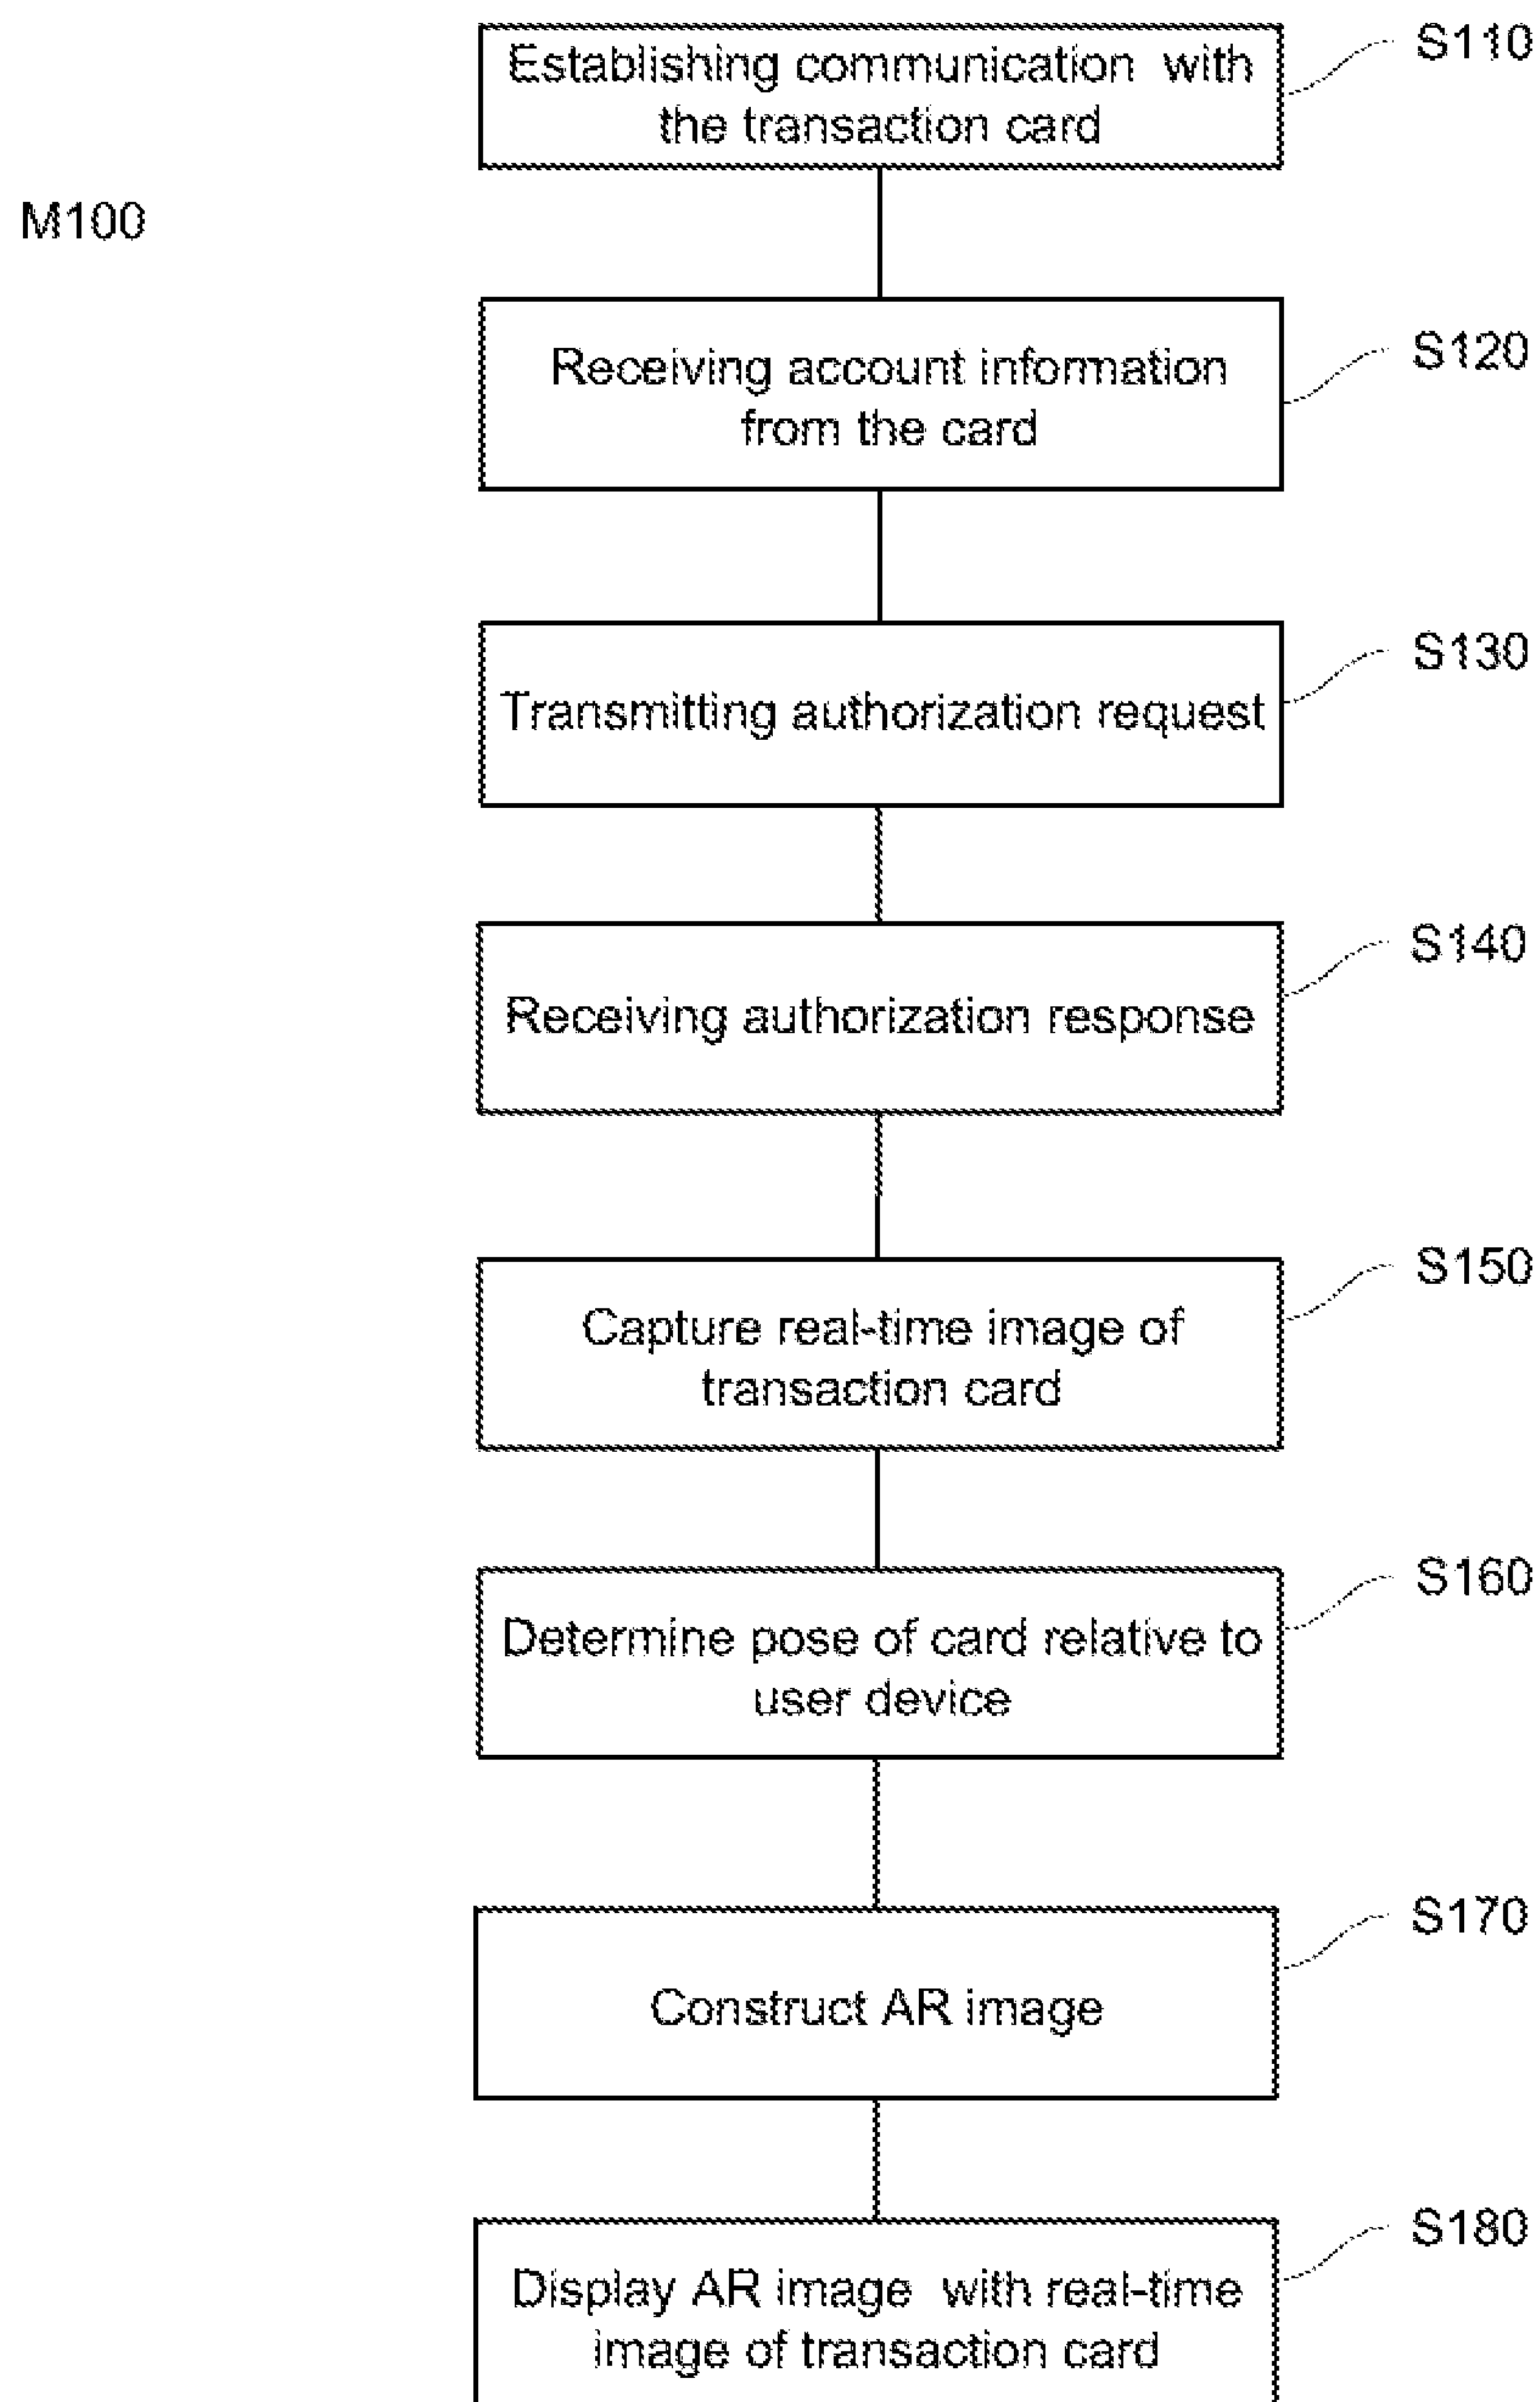 Establishing communication with
the transaction card
S110
M100
Receiving account information
from the card
S120
Transmitting authorization request
S130
Receiving authorization response
S140
Capture real-time image of
transaction card
S150
Determine pose of card relative to
user device
S160
Construct AR image
S170
Display AR image with real-time
image of transaction card
S180